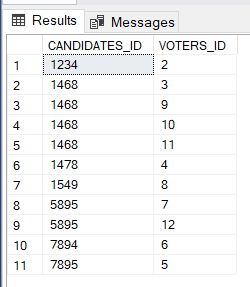 Results Messages
CANDIDATES_ID VOTERS_ID
1 1234 2
2 1468 3
3 1468 9
4 1468 10
5 1468 11
6 1478 4
7 1549 8
8 5895 7
9 5895 12
10 7894 6
11 7895 5